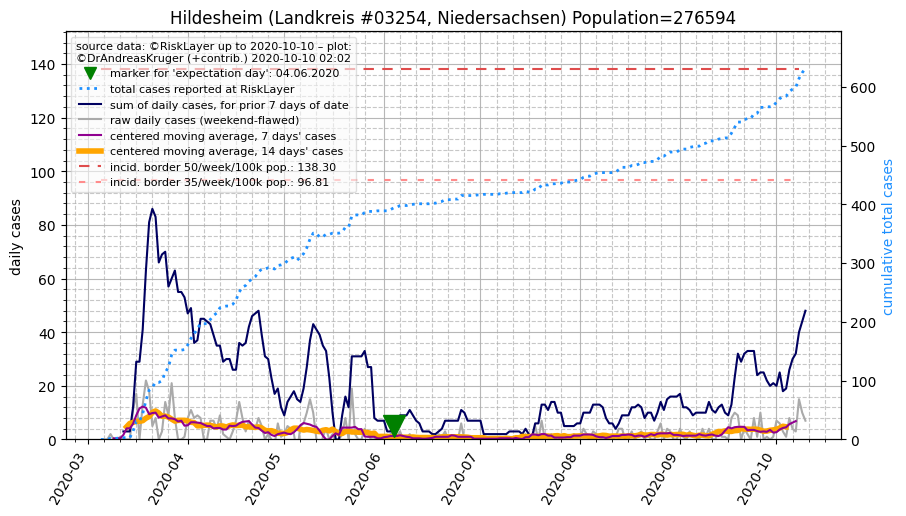 Hildesheim (Landkreis #03254, Niedersachsen) Population=276594
source data: ©RiskLayer up to 2020-10-10 – plot:
©DrAndreasKruger (+contrib.) 2020-10-10 02:02
marker for 'expectation day': 04.06.2020
total cases reported at RiskLayer
sum of daily cases, for prior 7 days of date
raw daily cases (weekend-flawed)
centered moving average, 7 days' cases
centered moving average, 14 days' cases
incid. border 50/week/100k pop.: 138.30
incid. border 35/week/100k pop.: 96.81
daily cases
140
120
100
80
60
40
20
0
cumulative total cases
600
500
400
300
200
100
0
2020-03
2020-04
2020-05
2020-06
2020-07
2020-08
2020-09
2020-10